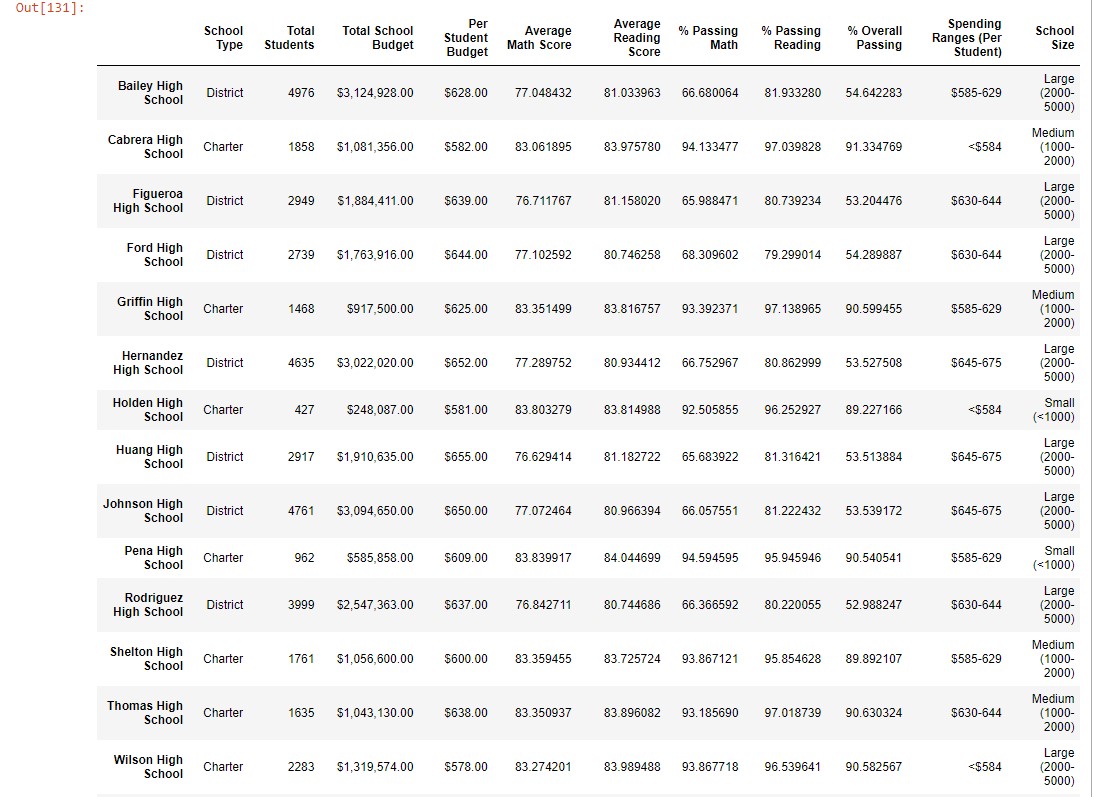 Out[131]:
School Type Total Students Total School Budget Per Student Budget Average Math Score Average Reading Score % Passing Math % Passing Reading % Overall Passing Spending Ranges (Per Student) School Size
Bailey High School District 4976 $3,124,928.00 $628.00 77.048432 81.033963 66.680064 81.933280 54.642283 $585-629 Large (2000-5000)
Cabrera High School Charter 1858 $1,081,356.00 $582.00 83.061895 83.975780 94.133477 97.039828 91.334769 <$584 Medium (1000-2000)
Figueroa High School District 2949 $1,884,411.00 $639.00 76.711767 81.158020 65.988471 80.739234 53.204476 $630-644 Large (2000-5000)
Ford High School District 2739 $1,763,916.00 $644.00 77.102592 80.746258 68.309602 79.299014 54.289887 $630-644 Large (2000-5000)
Griffin High School Charter 1468 $917,500.00 $625.00 83.351499 83.816757 93.392371 97.138965 90.599455 $585-629 Medium (1000-2000)
Hernandez High School District 4635 $3,022,020.00 $652.00 77.289752 80.934412 66.752967 80.862999 53.527508 $645-675 Large (2000-5000)
Holden High School Charter 427 $248,087.00 $581.00 83.803279 83.814988 92.505855 96.252927 89.227166 <$584 Small (<1000)
Huang High School District 2917 $1,910,635.00 $655.00 76.629414 81.182722 65.683922 81.316421 53.513884 $645-675 Large (2000-5000)
Johnson High School District 4761 $3,094,650.00 $650.00 77.072464 80.966394 66.057551 81.222432 53.539172 $645-675 Large (2000-5000)
Pena High School Charter 962 $585,858.00 $609.00 83.839917 84.044699 94.594595 95.945946 90.540541 $585-629 Small (<1000)
Rodriguez High School District 3999 $2,547,363.00 $637.00 76.842711 80.744686 66.366592 80.220055 52.988247 $630-644 Large (2000-5000)
Shelton High School Charter 1761 $1,056,600.00 $600.00 83.359455 83.725724 93.867121 95.854628 89.892107 $585-629 Medium (1000-2000)
Thomas High School Charter 1635 $1,043,130.00 $638.00 83.350937 83.896082 93.185690 97.018739 90.630324 $630-644 Medium (1000-2000)
Wilson High School Charter 2283 $1,319,574.00 $578.00 83.274201 83.989488 93.867718 96.539641 90.582567 <$584 Large (2000-5000)